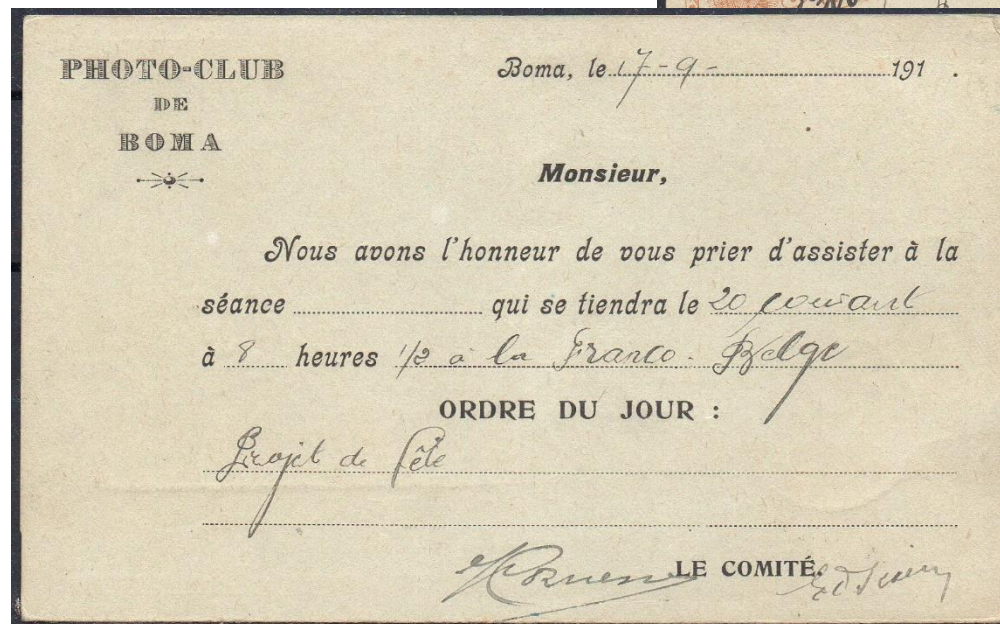 PHOTO-CLUB
DE
BOMA
Boma, le 17-9- 191 .
Monsieur,
Nous avons l'honneur de vous prier d'assister à la
séance qui se tiendra le 20 courant
à 8 heures 1/2 à la Franco-Belge
ORDRE DU JOUR :
Projet de fête
LE COMITÉ.